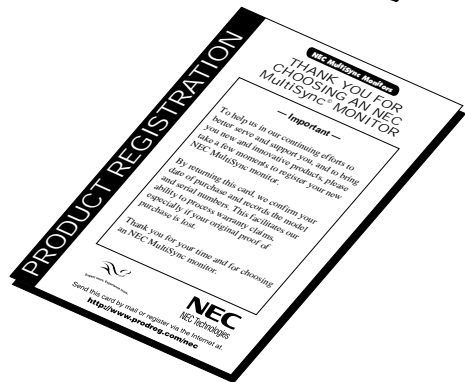 PRODUCT REGISTRATION
NEC MultiSync Monitors
THANK YOU FOR
CHOOSING AN NEC
MultiSync® MONITOR
— Important —
To help us in our continuing efforts to
better serve and support you, and to bring
you new and innovative products, please
take a few moments to register your new
NEC MultiSync monitor.
By returning this card, we confirm your
date of purchase and records the model
and serial numbers. This facilitates our
ability to process warranty claims,
especially if your original proof of
purchase is lost.
Thank you for your time and for choosing
an NEC MultiSync monitor.
NEC
NEC Technologies
Send this card by mail or register via the Internet at:
http://www.prodreg.com/nec